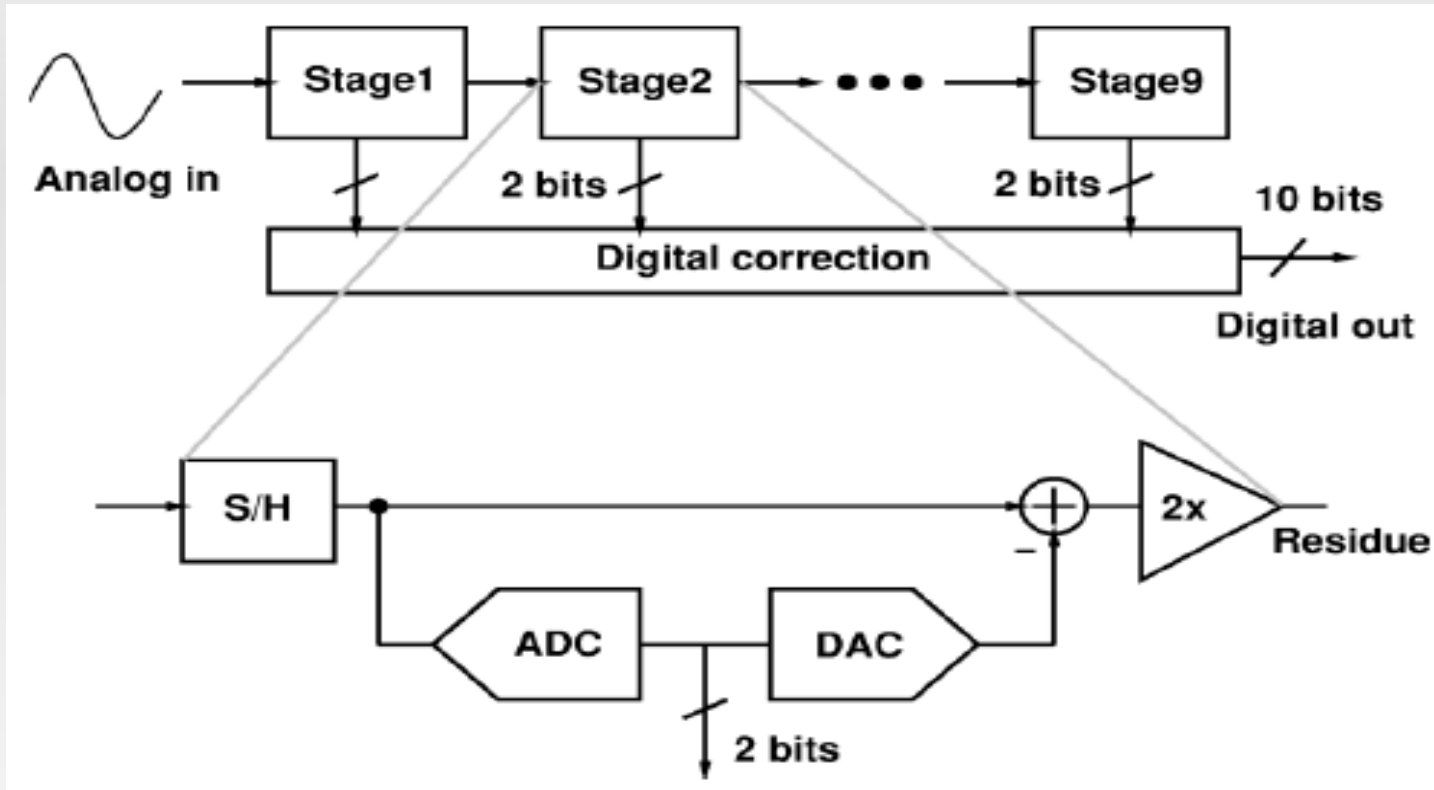 Stage1
Stage2
Stage9
Analog in
2 bits
2 bits
10 bits
Digital correction
Digital out
S/H
2x
Residue
–
ADC
DAC
2 bits